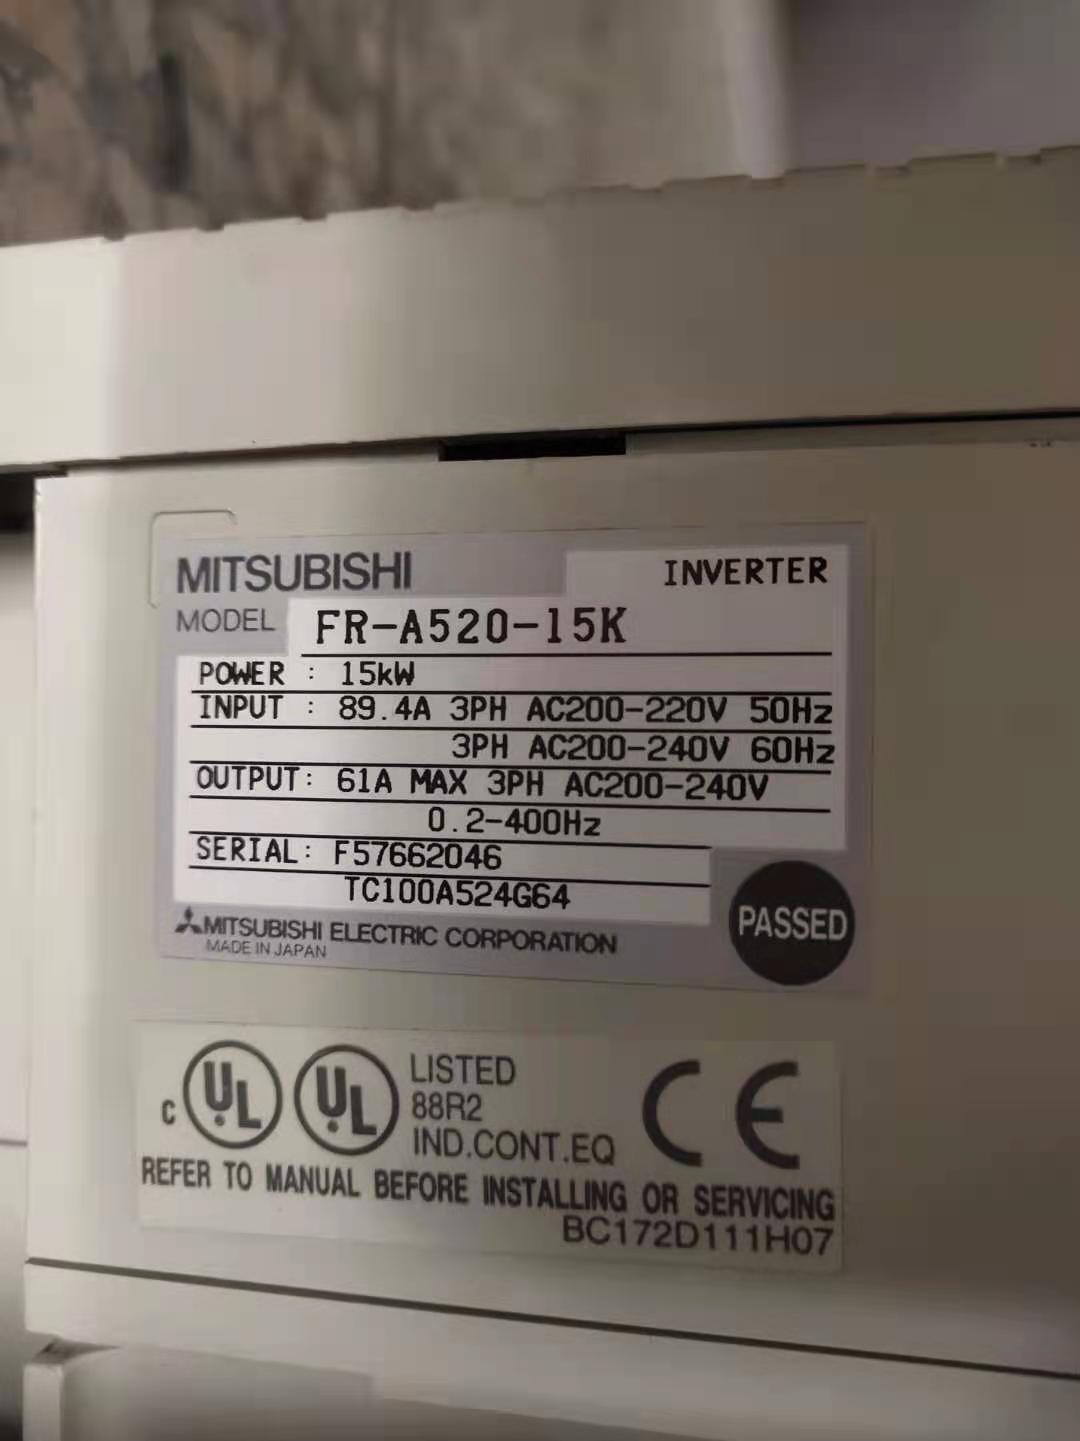 MITSUBISHI INVERTER
MODEL FR-A520-15K
POWER : 15kW
INPUT : 89.4A 3PH AC200-220V 50Hz
3PH AC200-240V 60Hz
OUTPUT: 61A MAX 3PH AC200-240V
0.2-400Hz
SERIAL: F57662046
TC100A524G64
PASSED
MITSUBISHI ELECTRIC CORPORATION
MADE IN JAPAN
c UL UL LISTED CE
88R2
IND.CONT.EQ
REFER TO MANUAL BEFORE INSTALLING OR SERVICING
BC172D111H07